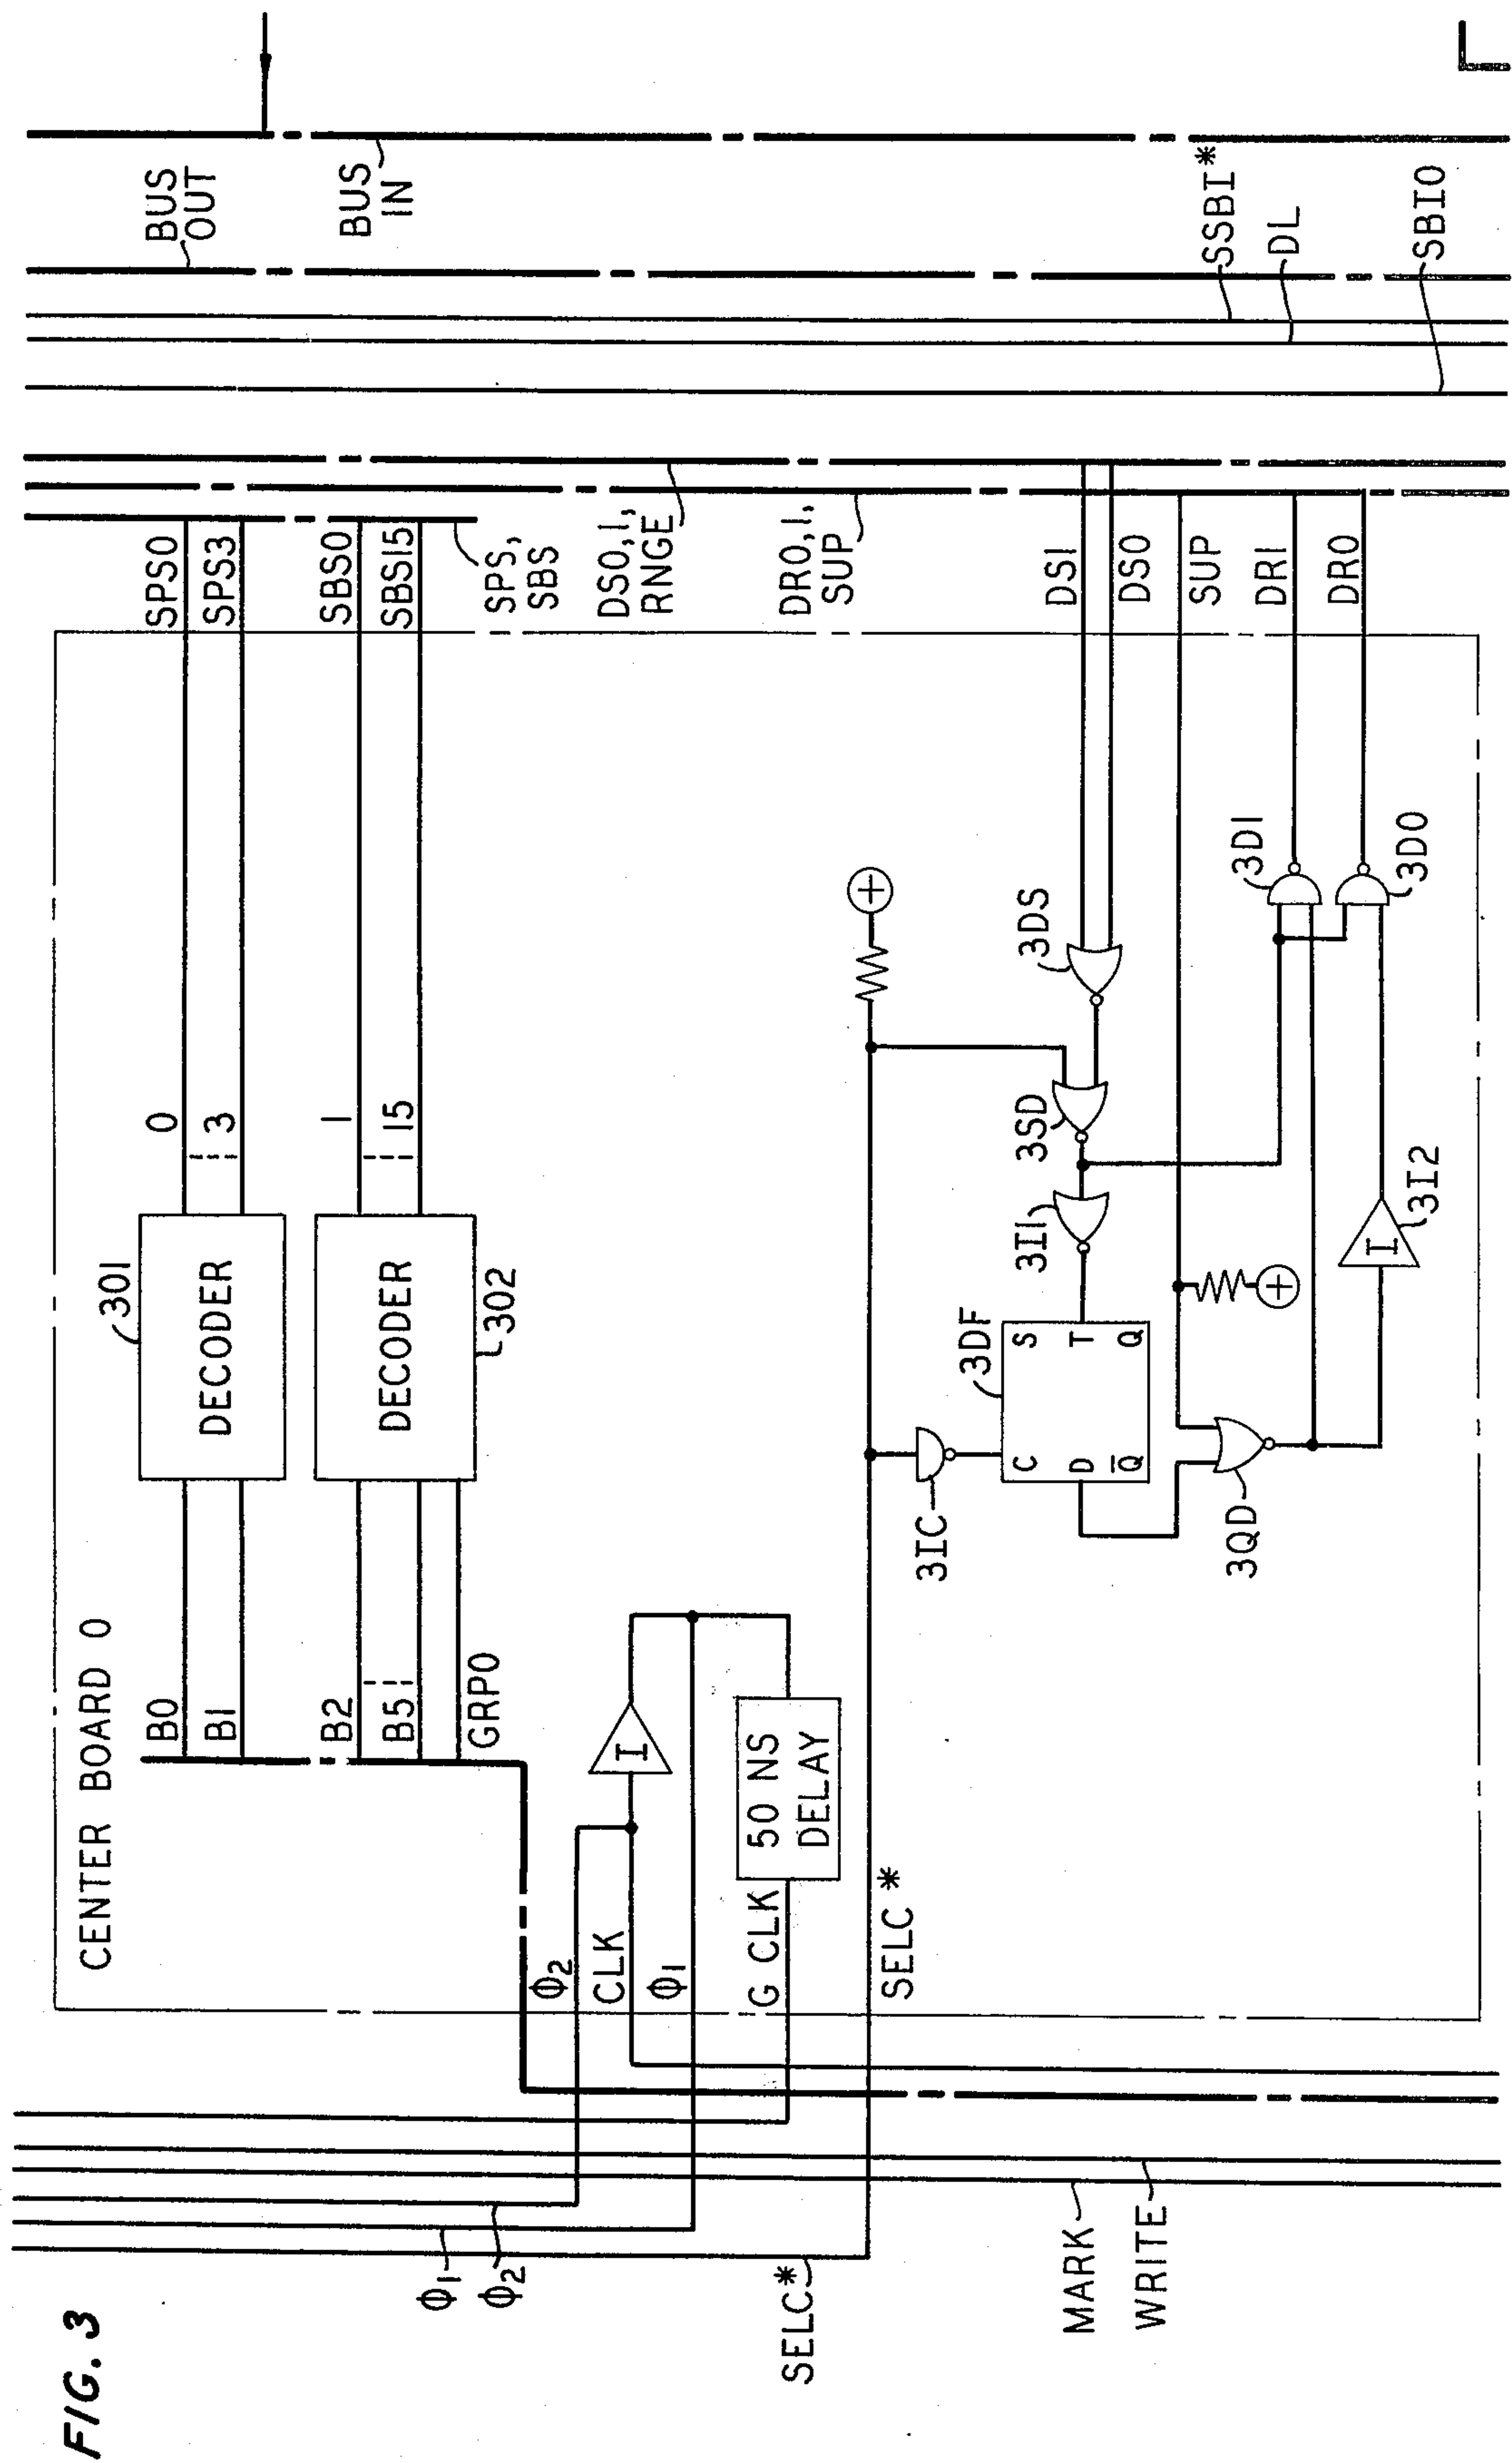 FIG. 3
CENTER BOARD 0
BUS
OUT
BUS
IN
SSBI*
DL
SBI0
SPS0
SPS3
SBS0
SBS15
SPS,
SBS
DS0,1,
RNGE
DR0,1,
SUP
DS1
DS0
SUP
DR1
DR0
0
3
1
15
301
DECODER
DECODER
302
B0
B1
B2
B5
GRP0
I
50 NS
DELAY
Φ2
CLK
Φ1
G CLK
SELC*
3DS
3SD
3I1
3DF
S
T
Q
C
D
Q̅
3IC
3QD
3D1
3D0
I
3I2
Φ1
Φ2
SELC*
MARK
WRITE